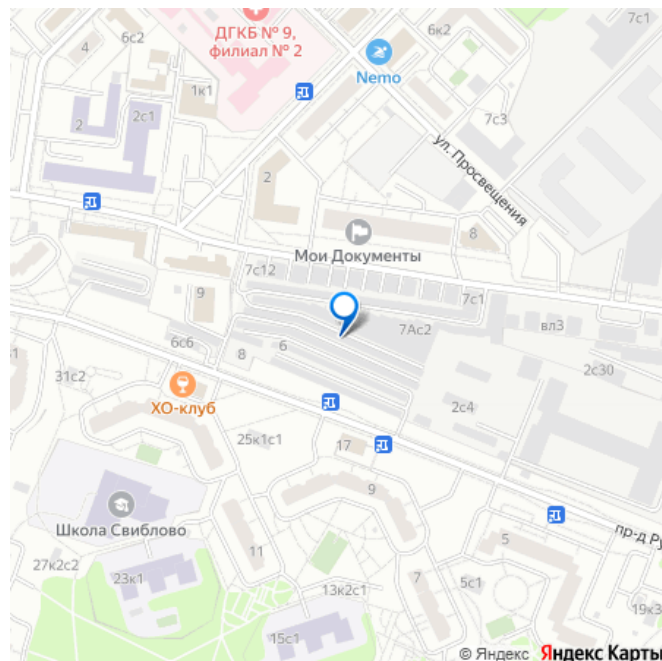 ДГКБ № 9,
филиал № 2
6с2
4
6к2
7с1
Nemo
1к1
2с1
2
7с3
ул. Просвещения
2
8
Мои Документы
7с12
7с1
9
7Ас2
вл3
6с6
8
6
2с30
31с2
ХО-клуб
2с4
25к1с1
17
9
Школа Свиблово
пр-д Ру
5
11
27к2с2
23к1
13к2с1
7
5с1
19к3
15с1
© Яндекс Яндекс Карты